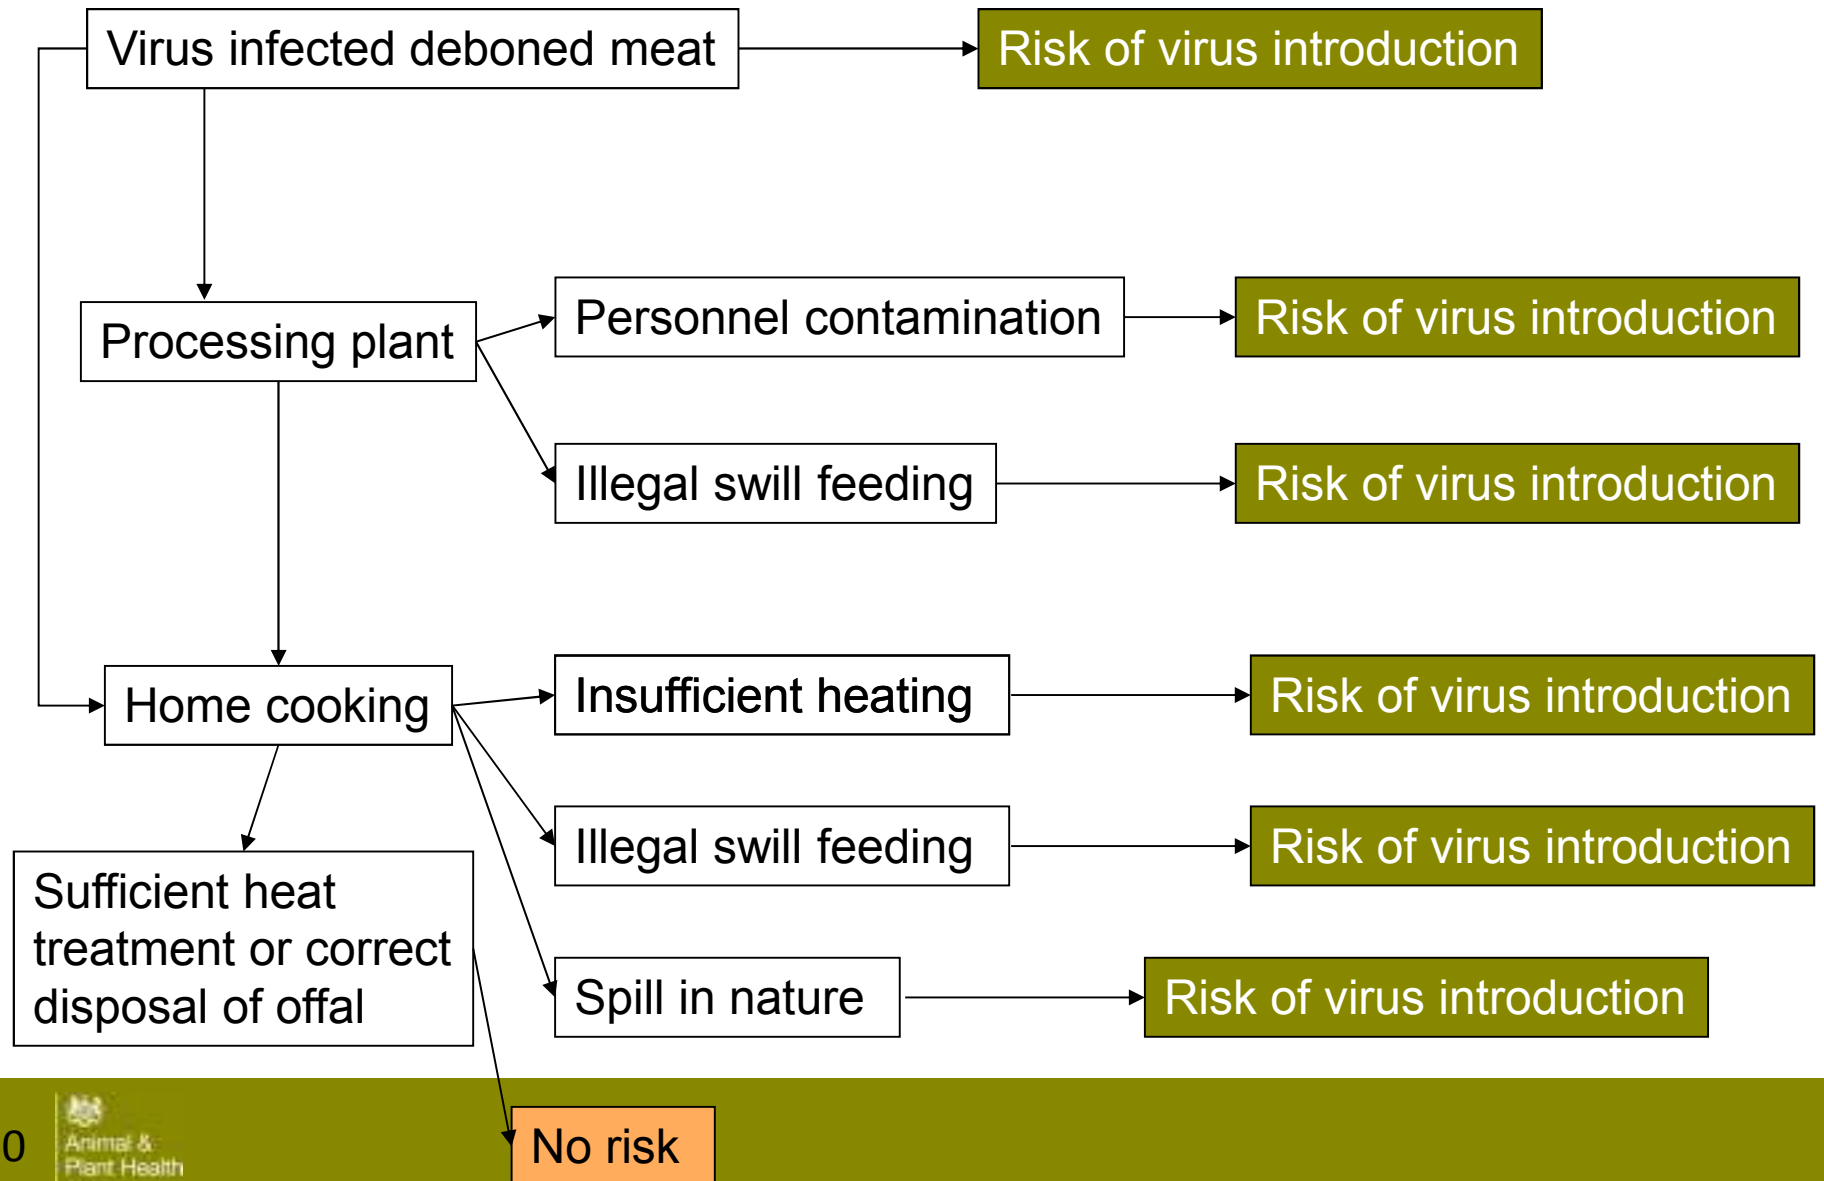 Virus infected deboned meat
Risk of virus introduction
Processing plant
Personnel contamination
Risk of virus introduction
Illegal swill feeding
Risk of virus introduction
Home cooking
Insufficient heating
Risk of virus introduction
Illegal swill feeding
Risk of virus introduction
Sufficient heat
treatment or correct
disposal of offal
Spill in nature
Risk of virus introduction
0
Animal &
Plant Health
No risk